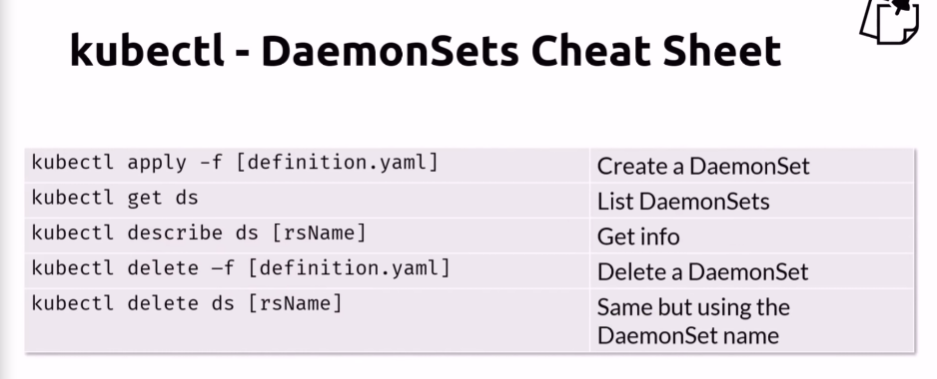 kubectl - DaemonSets Cheat Sheet
kubectl apply –f [definition.yaml] Create a DaemonSet
kubectl get ds List DaemonSets
kubectl describe ds [rsName] Get info
kubectl delete –f [definition.yaml] Delete a DaemonSet
kubectl delete ds [rsName] Same but using the
DaemonSet name